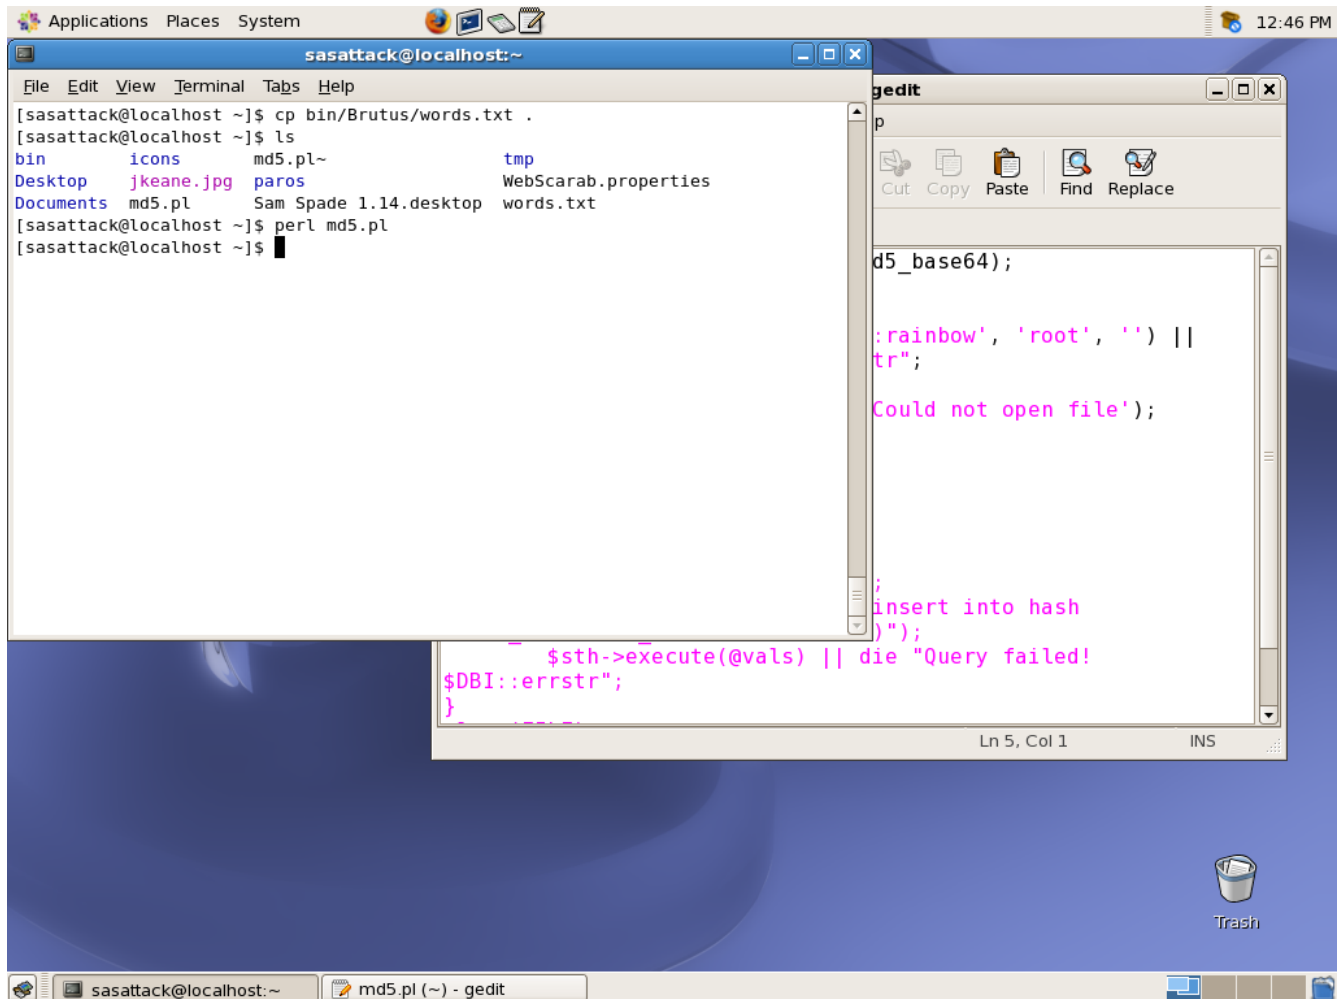 Applications Places System 12:46 PM
sasattack@localhost:~
File Edit View Terminal Tabs Help
[sasattack@localhost ~]$ cp bin/Brutus/words.txt .
[sasattack@localhost ~]$ ls
bin icons md5.pl~ tmp
Desktop jkeane.jpg paros WebScarab.properties
Documents md5.pl Sam Spade 1.14.desktop words.txt
[sasattack@localhost ~]$ perl md5.pl
[sasattack@localhost ~]$
gedit
p
Cut Copy Paste Find Replace
d5_base64);
:rainbow', 'root', '') ||
tr";
Could not open file');
;
insert into hash
)");
$sth->execute(@vals) || die "Query failed!
$DBI::errstr";
}
Ln 5, Col 1 INS
Trash
sasattack@localhost:~ md5.pl (~) - gedit